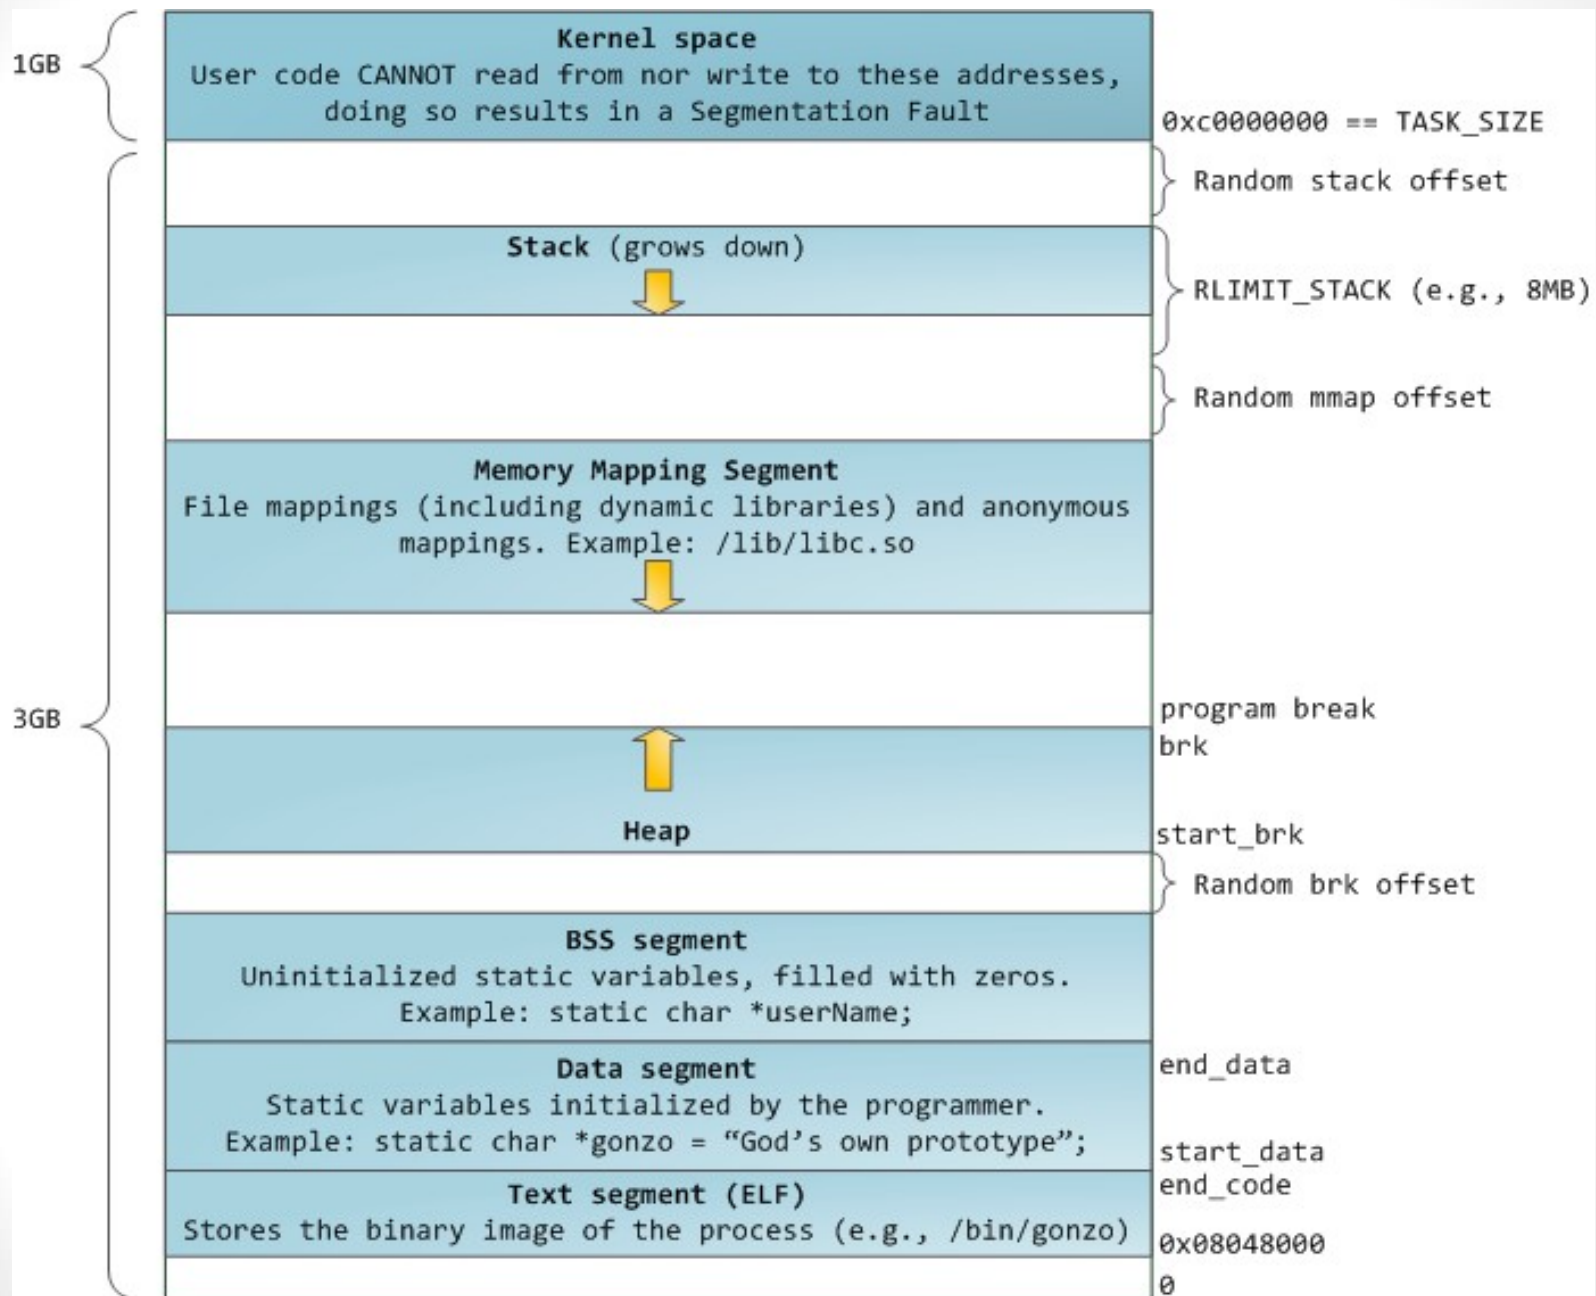 1GB
Kernel space
User code CANNOT read from nor write to these addresses,
doing so results in a Segmentation Fault
0xc0000000 == TASK_SIZE
Random stack offset
Stack (grows down)
RLIMIT_STACK (e.g., 8MB)
Random mmap offset
Memory Mapping Segment
File mappings (including dynamic libraries) and anonymous
mappings. Example: /lib/libc.so
3GB
program break
brk
Heap
start_brk
Random brk offset
BSS segment
Uninitialized static variables, filled with zeros.
Example: static char *userName;
Data segment
end_data
Static variables initialized by the programmer.
Example: static char *gonzo = “God’s own prototype”;
start_data
end_code
Text segment (ELF)
Stores the binary image of the process (e.g., /bin/gonzo)
0x08048000
0